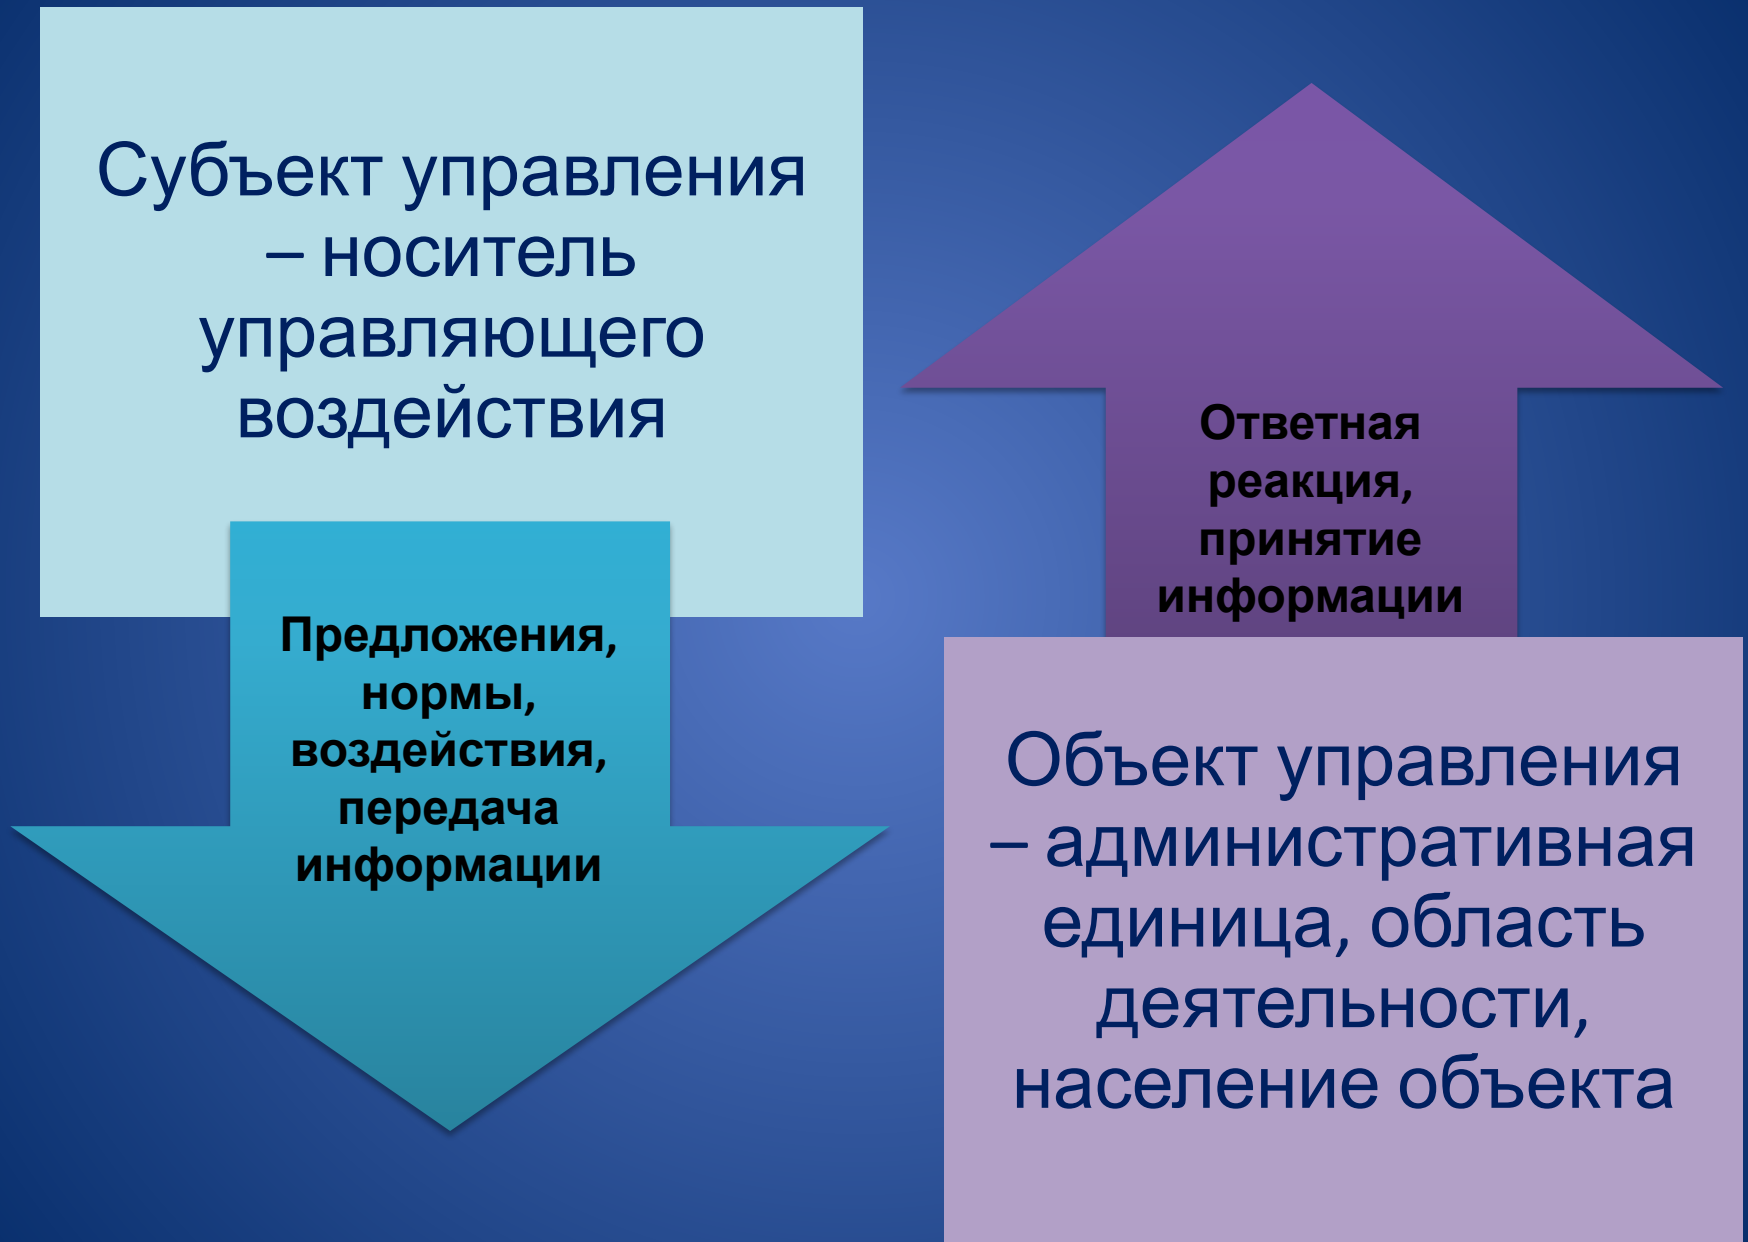 Субъект управления
– носитель
управляющего
воздействия
Предложения,
нормы,
воздействия,
передача
информации
Ответная
реакция,
принятие
информации
Объект управления
– административная
единица, область
деятельности,
население объекта